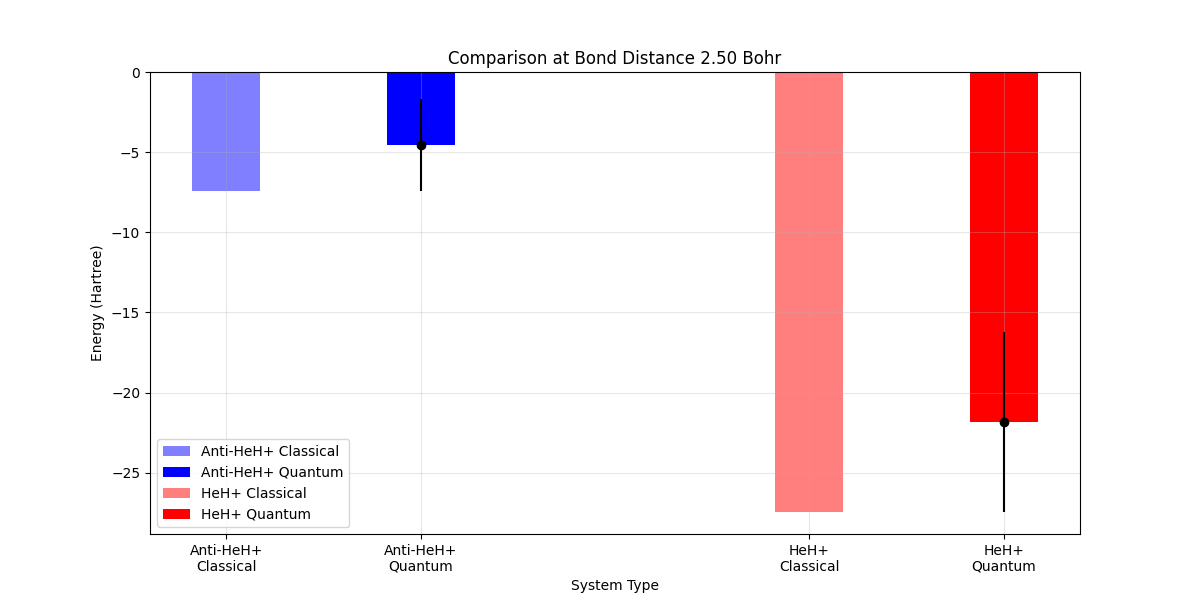 Comparison at Bond Distance 2.50 Bohr
Energy (Hartree)
0
−5
−10
−15
−20
−25
Anti-HeH+ Classical
Anti-HeH+ Quantum
HeH+ Classical
HeH+ Quantum
Anti-HeH+
Classical
Anti-HeH+
Quantum
HeH+
Classical
HeH+
Quantum
System Type